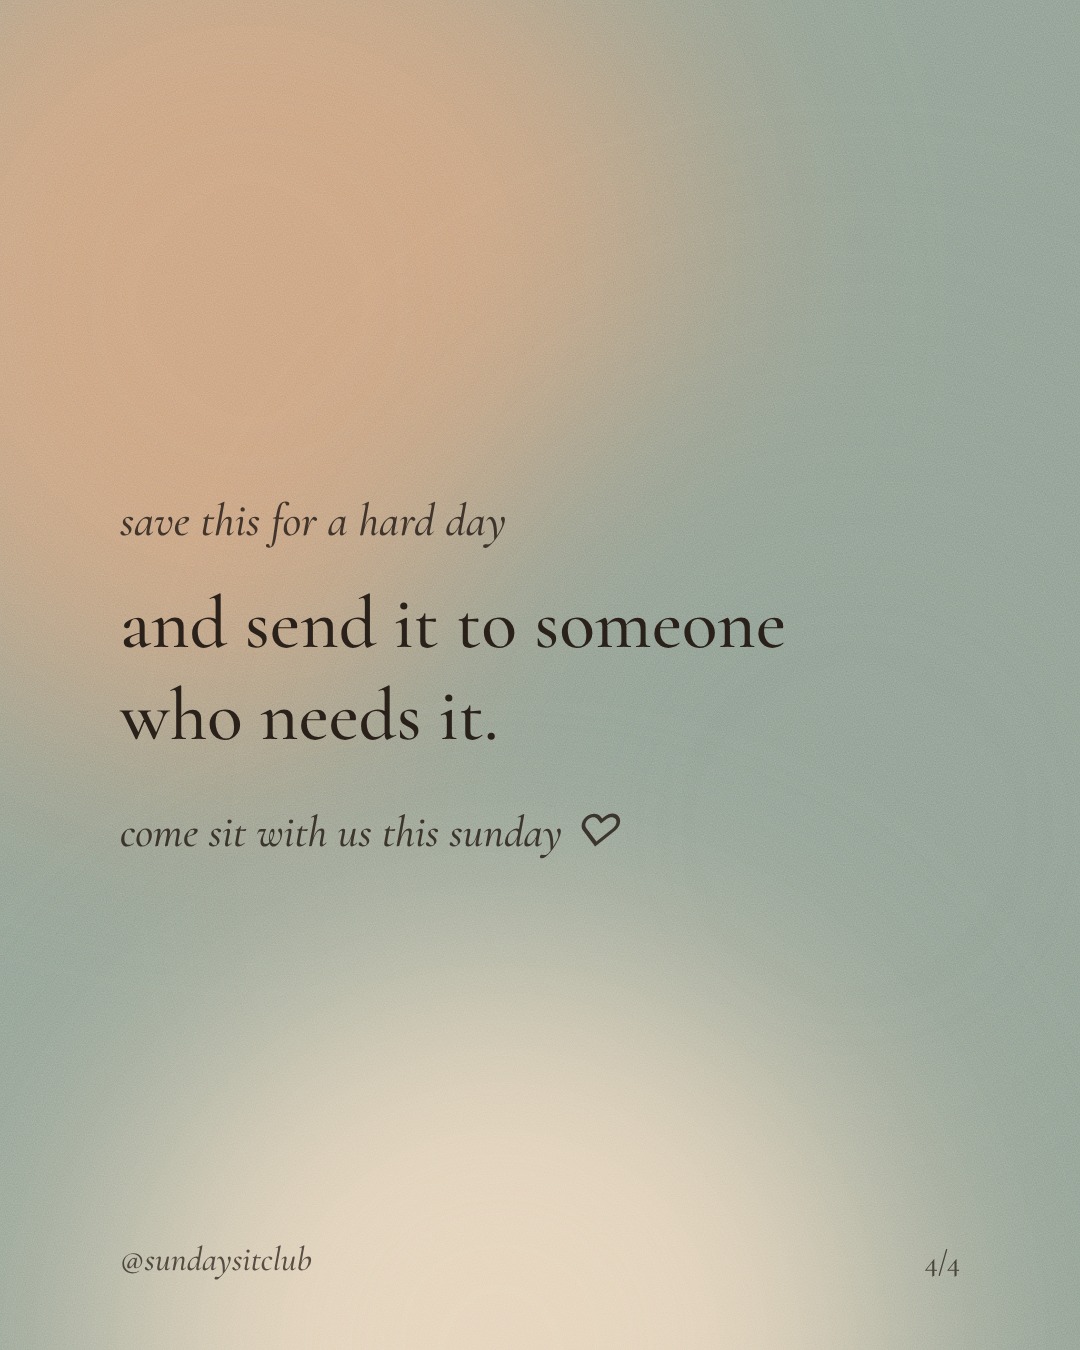 save this for a hard day
and send it to someone
who needs it.
come sit with us this sunday ♡
@sundaysitclub
4/4